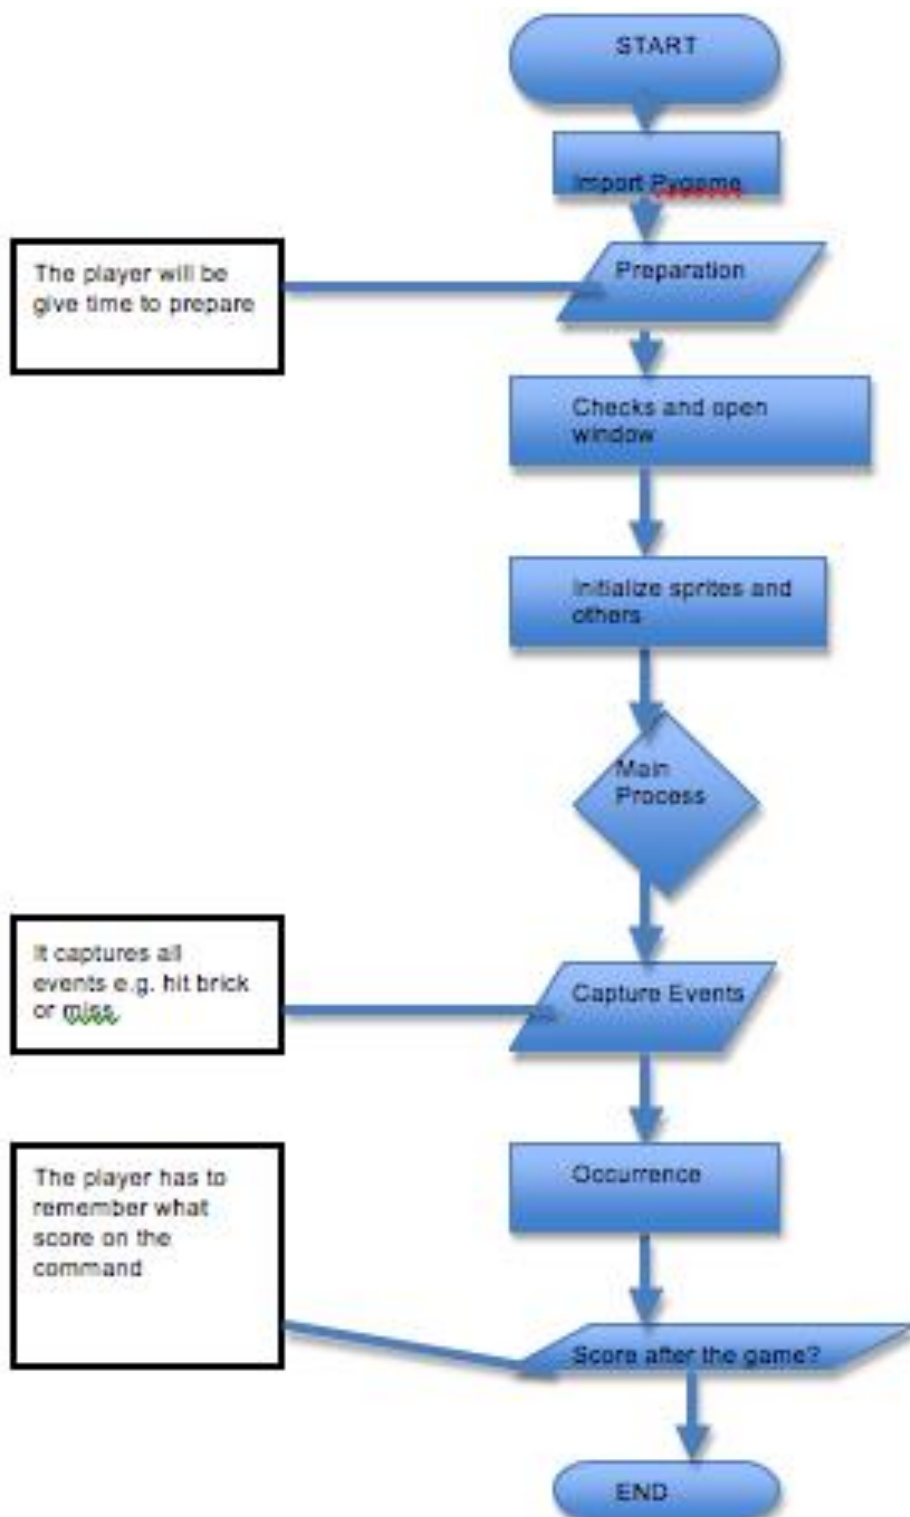 START
Import Pygame
The player will be
give time to prepare
Preparation
Checks and open
window
Initialize sprites and
others
Main
Process
It captures all
events e.g. hit brick
or miss.
Capture Events
The player has to
remember what
score on the
command
Occurrence
Score after the game?
END